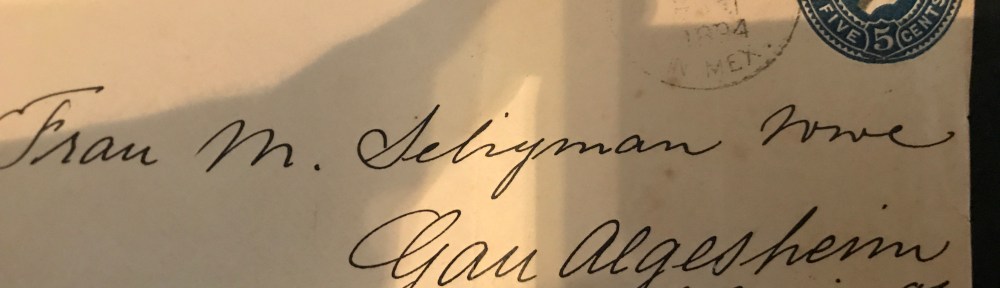 1894
N MEX.
FIVE 5 CENTS
Frau M. Seligman Wwe
Gau Algesheim